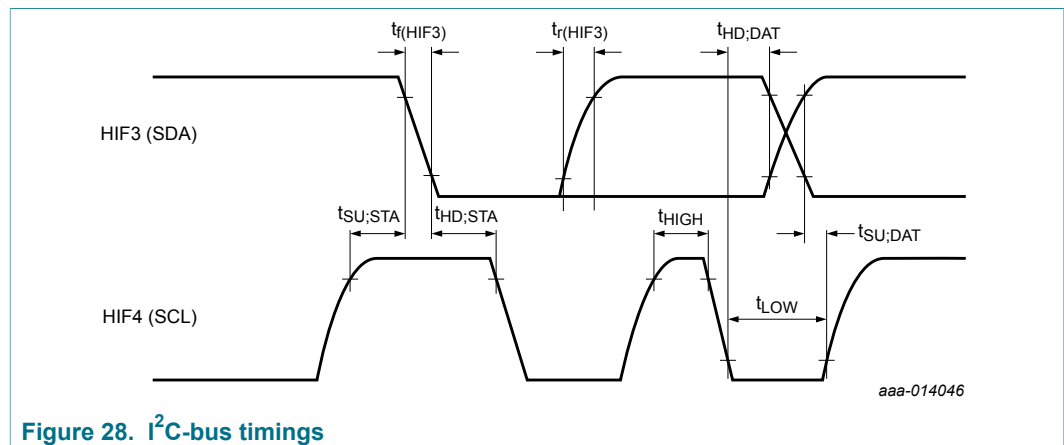 tf(HIF3) tr(HIF3) tHD;DAT
HIF3 (SDA)
tSU;STA tHD;STA tHIGH tSU;DAT
HIF4 (SCL) tLOW
aaa-014046
Figure 28. I²C-bus timings